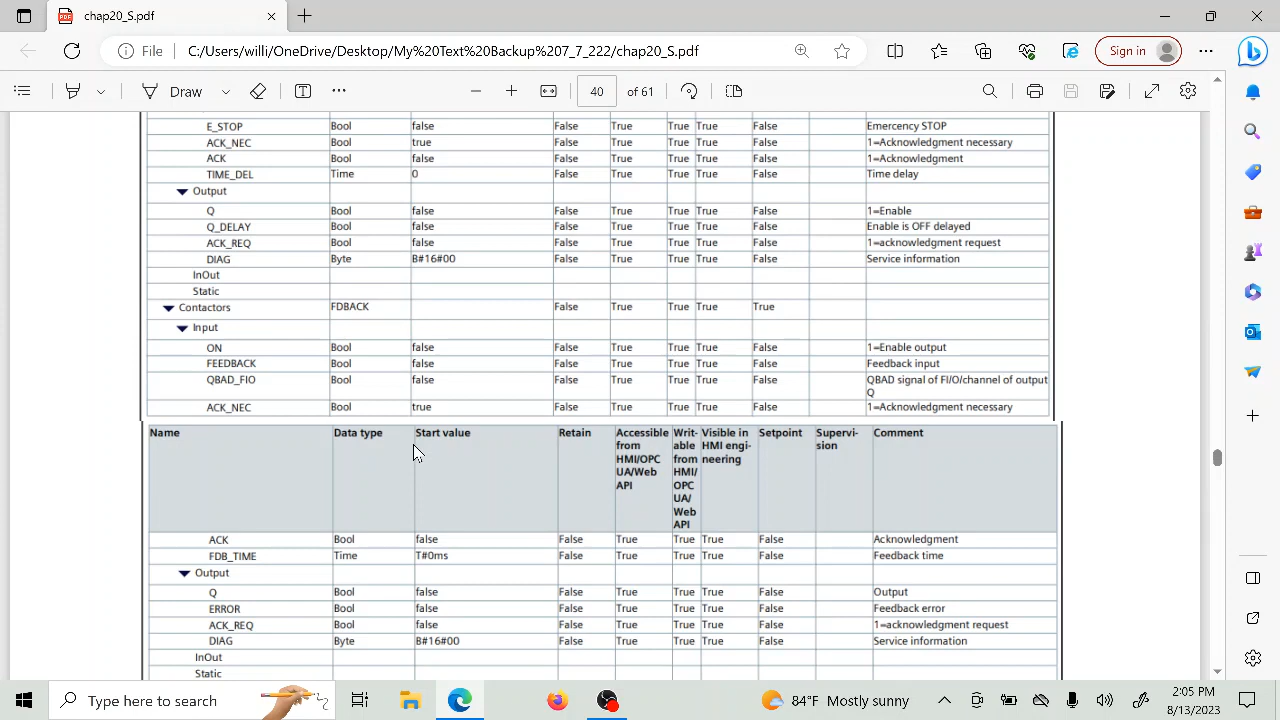 chap20_S.pdf
File C:/Users/willi/OneDrive/Desktop/My%20Text%20Backup%207_7_222/chap20_S.pdf Sign in
Draw 40 of 61
E_STOP Bool false False True True True False Emercency STOP
ACK_NEC Bool true False True True True False 1=Acknowledgment necessary
ACK Bool false False True True True False 1=Acknowledgment
TIME_DEL Time 0 False True True True False Time delay
Output
Q Bool false False True True True False 1=Enable
Q_DELAY Bool false False True True True False Enable is OFF delayed
ACK_REQ Bool false False True True True False 1=acknowledgment request
DIAG Byte B#16#00 False True True True False Service information
InOut
Static
Contactors FDBACK False True True True True
Input
ON Bool false False True True True False 1=Enable output
FEEDBACK Bool false False True True True False Feedback input
QBAD_FIO Bool false False True True True False QBAD signal of FI/O/channel of output
Q
ACK_NEC Bool true False True True True False 1=Acknowledgment necessary
Name Data type Start value Retain Accessible Writ- Visible in Setpoint Supervi- Comment
from able HMI engi- sion
HMI/OPC from neering
UA/Web HMI/
API OPC
UA/
Web
API
ACK Bool false False True True True False Acknowledgment
FDB_TIME Time T#0ms False True True True False Feedback time
Output
Q Bool false False True True True False Output
ERROR Bool false False True True True False Feedback error
ACK_REQ Bool false False True True True False 1=acknowledgment request
DIAG Byte B#16#00 False True True True False Service information
InOut
Static
Type here to search 84°F Mostly sunny 2:05 PM
8/13/2023